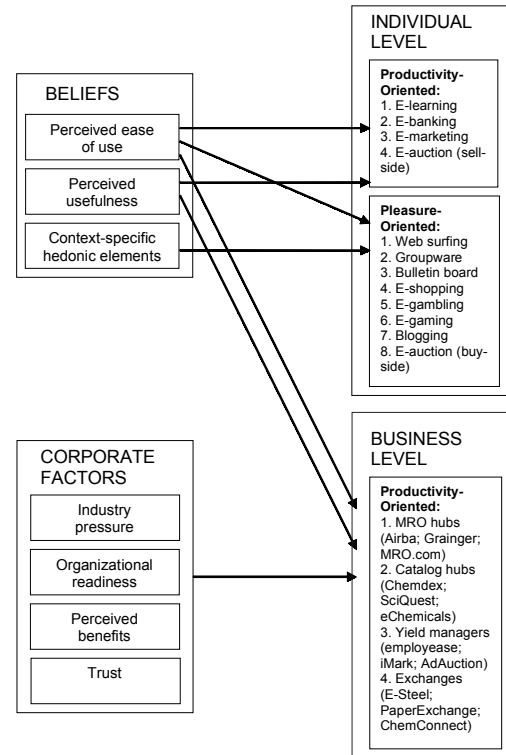 BELIEFS
Perceived ease
of use
Perceived
usefulness
Context-specific
hedonic elements
CORPORATE
FACTORS
Industry
pressure
Organizational
readiness
Perceived
benefits
Trust
INDIVIDUAL
LEVEL
Productivity-
Oriented:
1. E-learning
2. E-banking
3. E-marketing
4. E-auction (sell-
side)
Pleasure-
Oriented:
1. Web surfing
2. Groupware
3. Bulletin board
4. E-shopping
5. E-gambling
6. E-gaming
7. Blogging
8. E-auction (buy-
side)
BUSINESS
LEVEL
Productivity-
Oriented:
1. MRO hubs
(Airba; Grainger;
MRO.com)
2. Catalog hubs
(Chemdex;
SciQuest;
eChemicals)
3. Yield managers
(employease;
iMark; AdAuction)
4. Exchanges
(E-Steel;
PaperExchange;
ChemConnect)